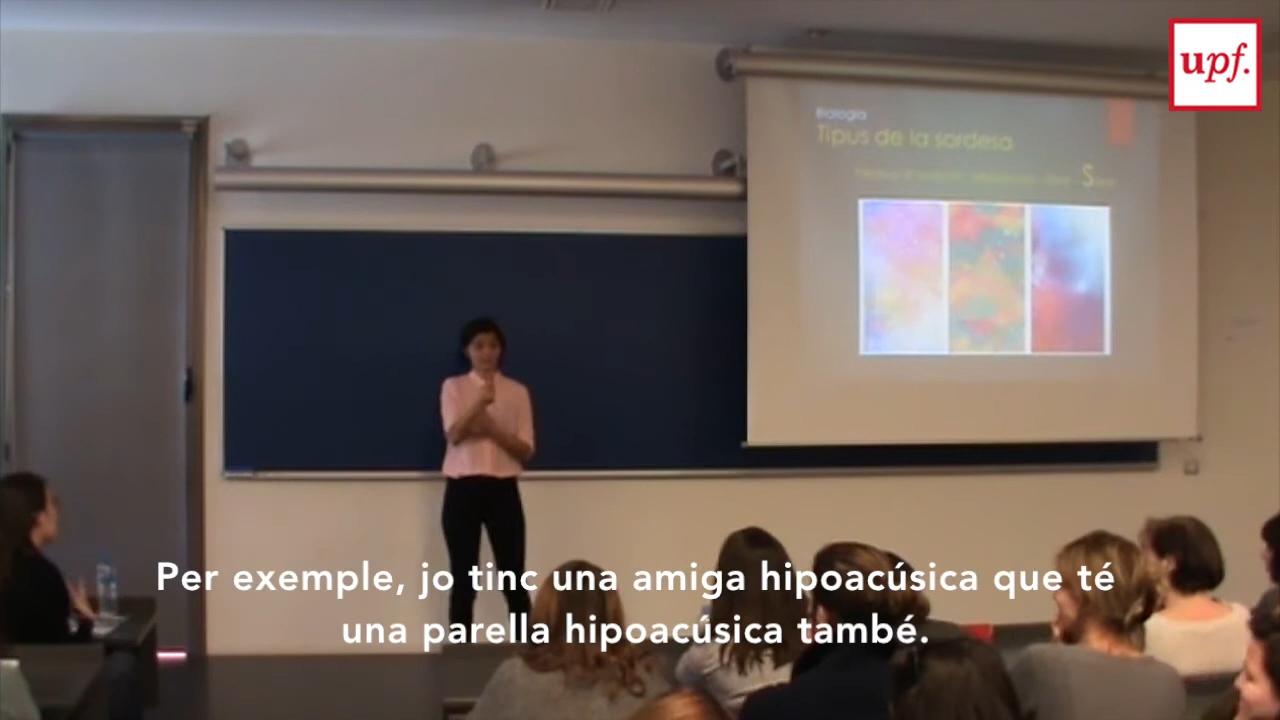 upf.
Biologia
Tipus de la sordesa
Per exemple, jo tinc una amiga hipoacúsica que té
una parella hipoacúsica també.